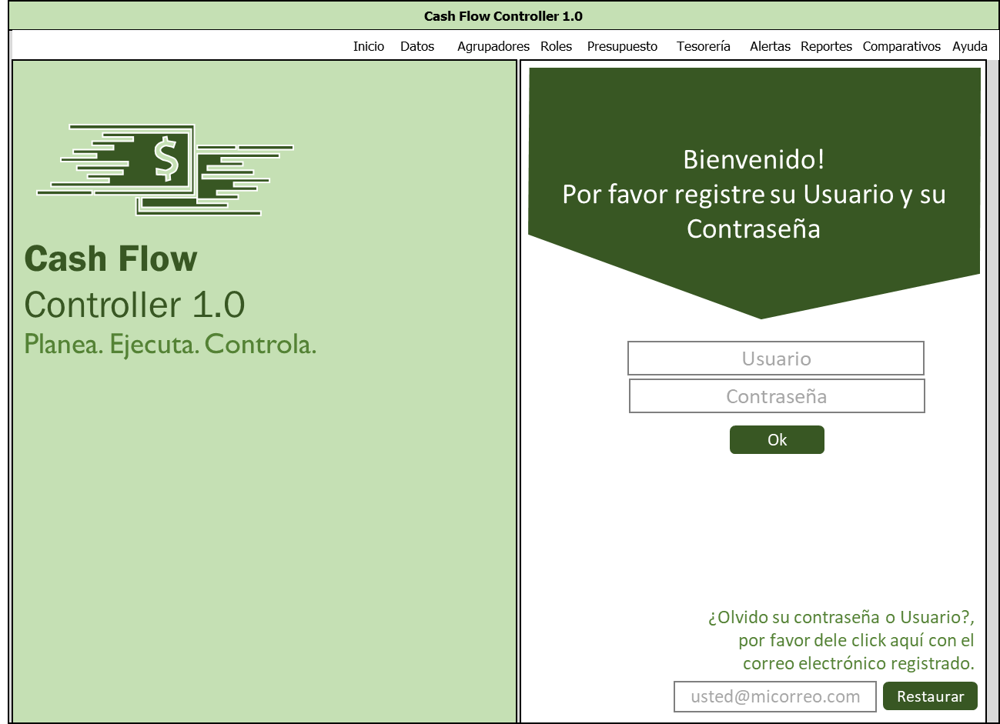 Cash Flow Controller 1.0
Inicio Datos Agrupadores Roles Presupuesto Tesorería Alertas Reportes Comparativos Ayuda
$
Cash Flow
Controller 1.0
Planea. Ejecuta. Controla.
Bienvenido!
Por favor registre su Usuario y su
Contraseña
Usuario
Contraseña
Ok
¿Olvido su contraseña o Usuario?,
por favor dele click aquí con el
correo electrónico registrado.
usted@micorreo.com Restaurar